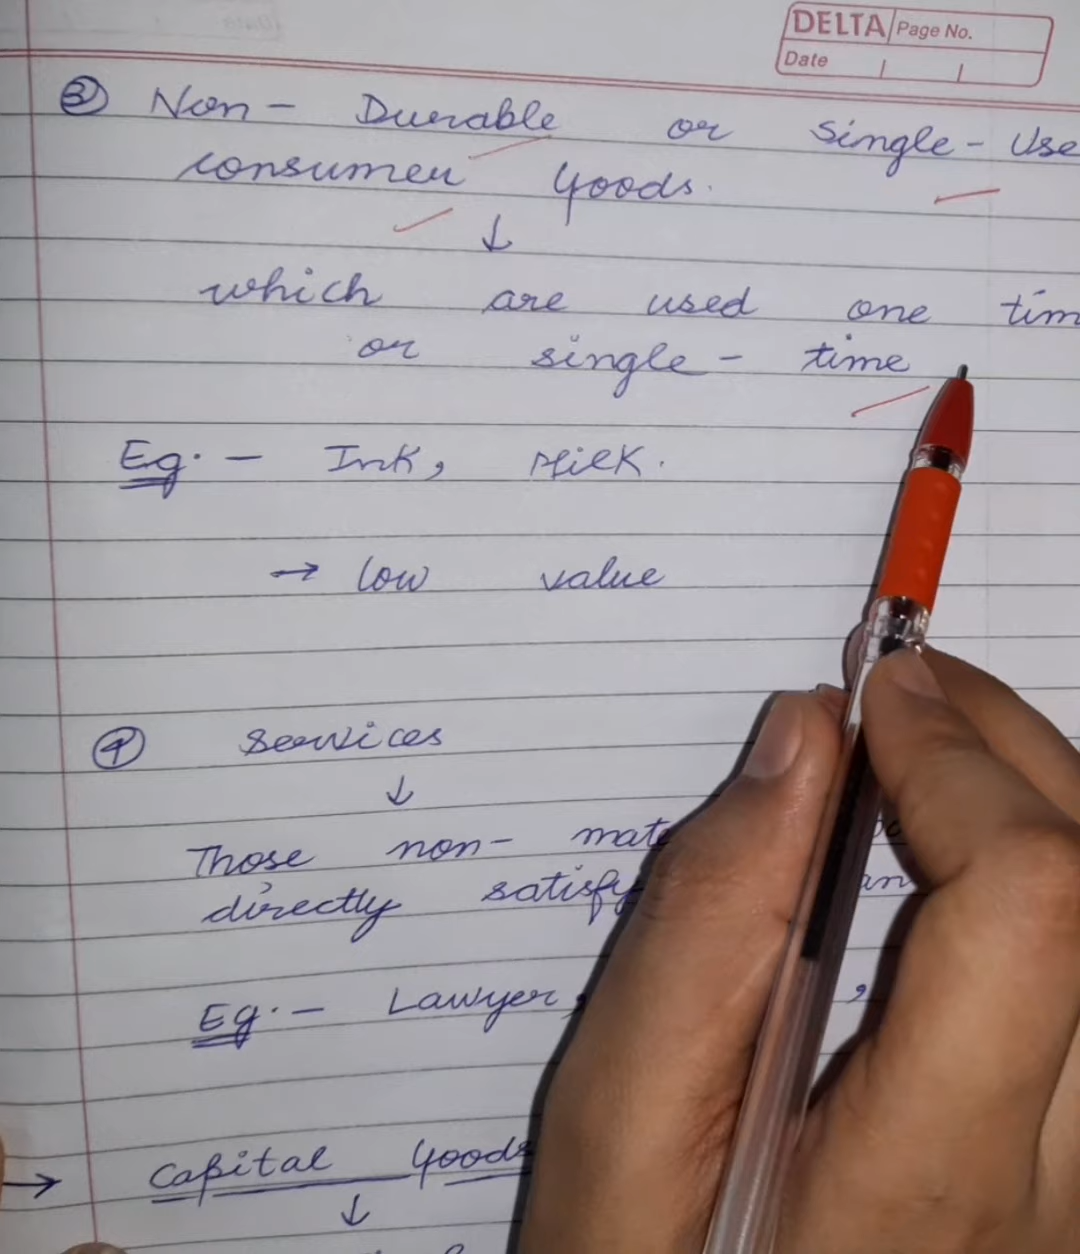 DELTA Page No.
Date
③ Non - Durable or Single - Use
consumer Goods.
↓
which are used one tim
or single - time
Eg. - Ink, Milk.
→ low value
④ Services
↓
Those non - mat
directly satisfy
Eg. - Lawyer, ,
→ Capital Goods
↓